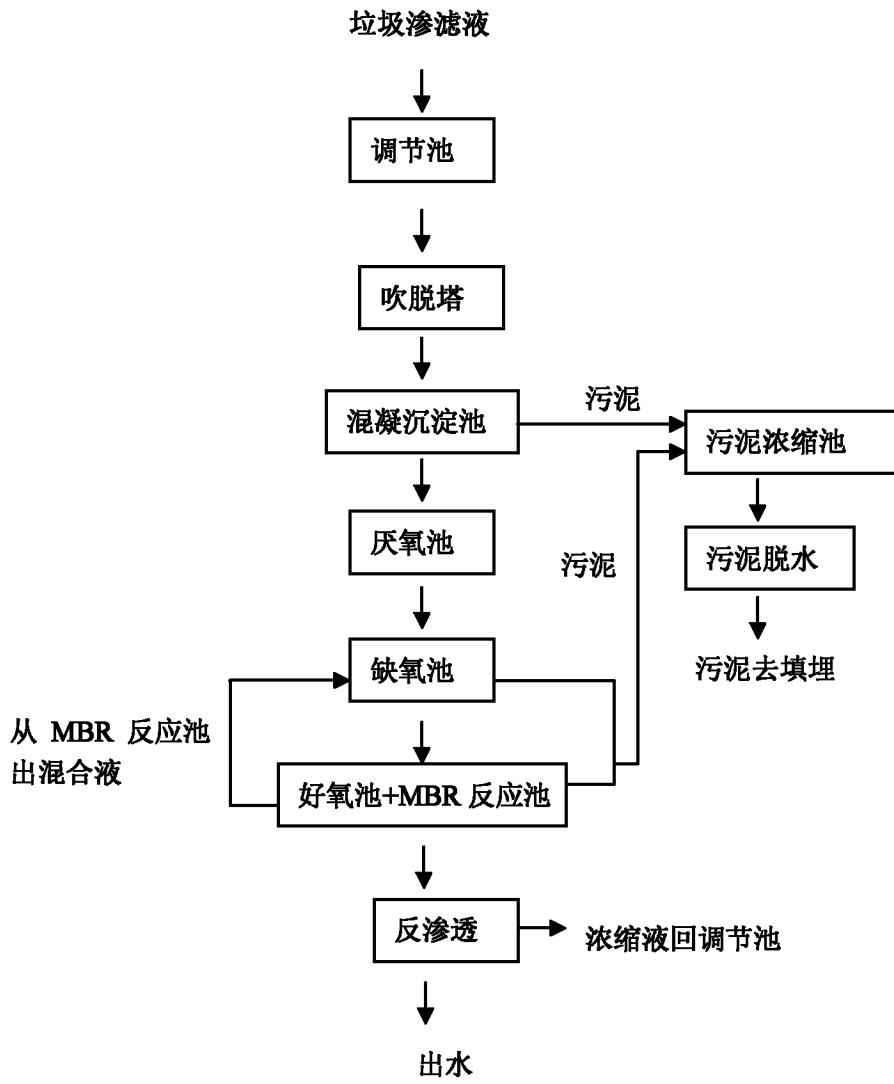 垃圾渗滤液
调节池
吹脱塔
混凝沉淀池
污泥
污泥浓缩池
厌氧池
污泥
污泥脱水
缺氧池
污泥去填埋
从 MBR 反应池
出混合液
好氧池+MBR 反应池
反渗透
浓缩液回调节池
出水